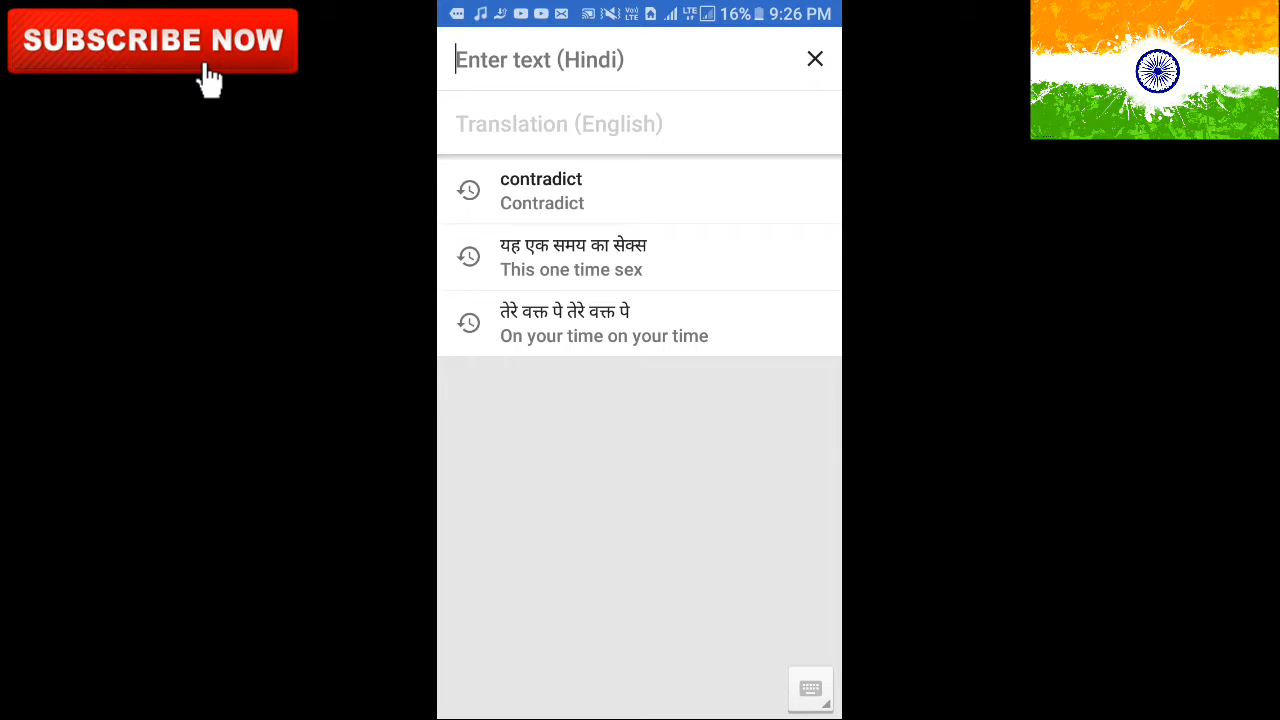 SUBSCRIBE NOW
16% 9:26 PM
Enter text (Hindi)
Translation (English)
contradict
Contradict
यह एक समय का सेक्स
This one time sex
तेरे वक्त पे तेरे वक्त पे
On your time on your time